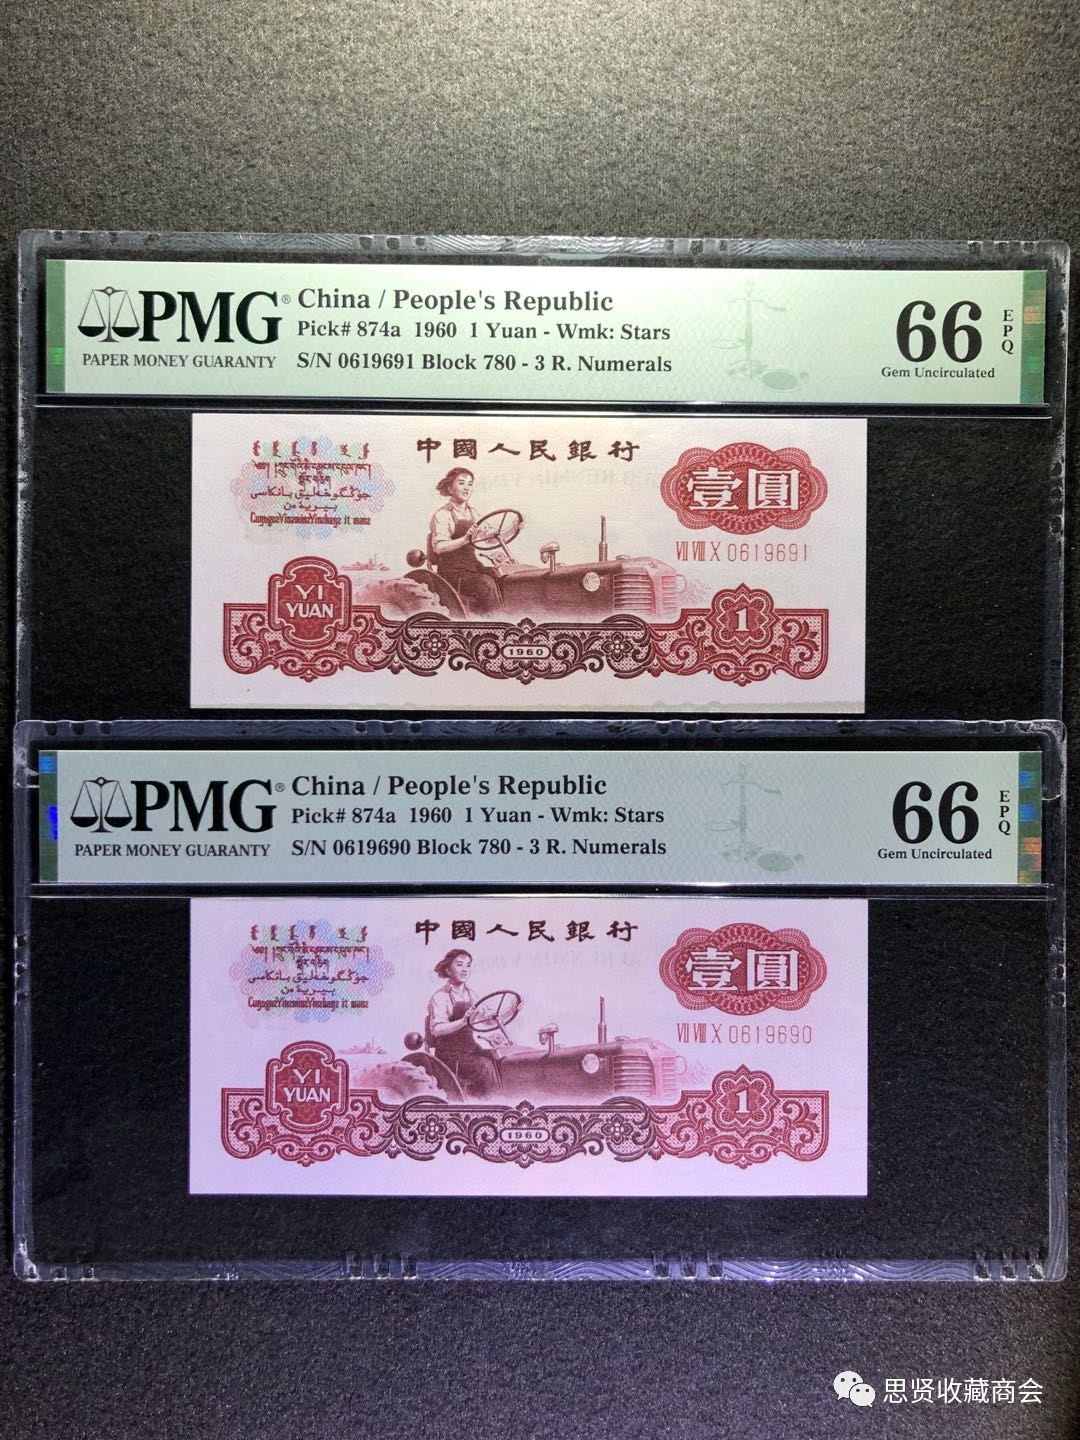 PMG®
PAPER MONEY GUARANTY
China / People's Republic
Pick# 874a 1960 1 Yuan - Wmk: Stars
S/N 0619691 Block 780 - 3 R. Numerals
66
EPQ
Gem Uncirculated
中國人民銀行
壹圓
VII VIII X 0619691
YI
YUAN
1
1960
PMG®
PAPER MONEY GUARANTY
China / People's Republic
Pick# 874a 1960 1 Yuan - Wmk: Stars
S/N 0619690 Block 780 - 3 R. Numerals
66
EPQ
Gem Uncirculated
中國人民銀行
壹圓
VII VIII X 0619690
YI
YUAN
1
1960
思贤收藏商会